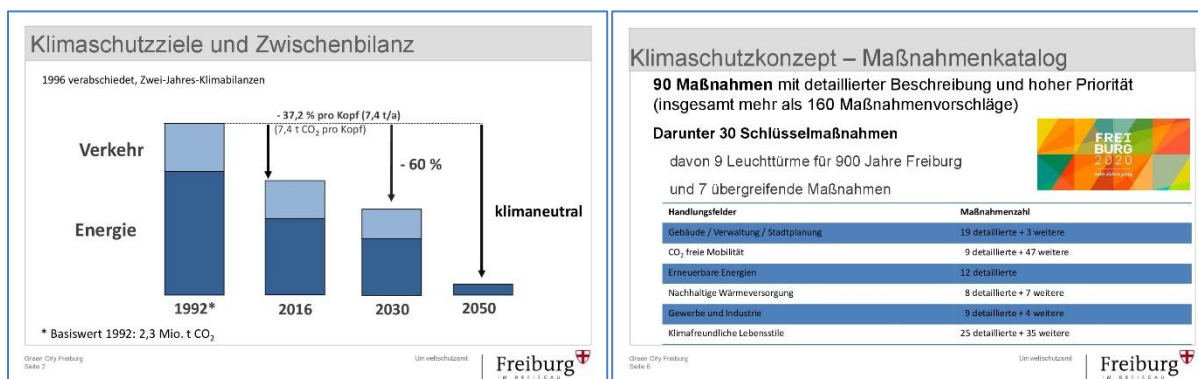 Klimaschutzziele und Zwischenbilanz
1996 verabschiedet, Zwei-Jahres-Klimabilanzen
- 37,2 % pro Kopf (7,4 t/a)
(7,4 t CO₂ pro Kopf)
Verkehr
- 60 %
Energie
klimaneutral
1992* 2016 2030 2050
* Basiswert 1992: 2,3 Mio. t CO₂
Green City Freiburg
Seite 2
Umweltschutzamt
Freiburg
IM BREISGAU
Klimaschutzkonzept – Maßnahmenkatalog
90 Maßnahmen mit detaillierter Beschreibung und hoher Priorität
(insgesamt mehr als 160 Maßnahmenvorschläge)
Darunter 30 Schlüsselmaßnahmen
davon 9 Leuchttürme für 900 Jahre Freiburg
und 7 übergreifende Maßnahmen
FREI
BURG
2020
Handlungsfelder Maßnahmenzahl
Gebäude / Verwaltung / Stadtplanung 19 detaillierte + 3 weitere
CO₂ freie Mobilität 9 detaillierte + 47 weitere
Erneuerbare Energien 12 detaillierte
Nachhaltige Wärmeversorgung 8 detaillierte + 7 weitere
Gewerbe und Industrie 9 detaillierte + 4 weitere
Klimafreundliche Lebensstile 25 detaillierte + 35 weitere
Green City Freiburg
Seite 6
Umweltschutzamt
Freiburg
IM BREISGAU